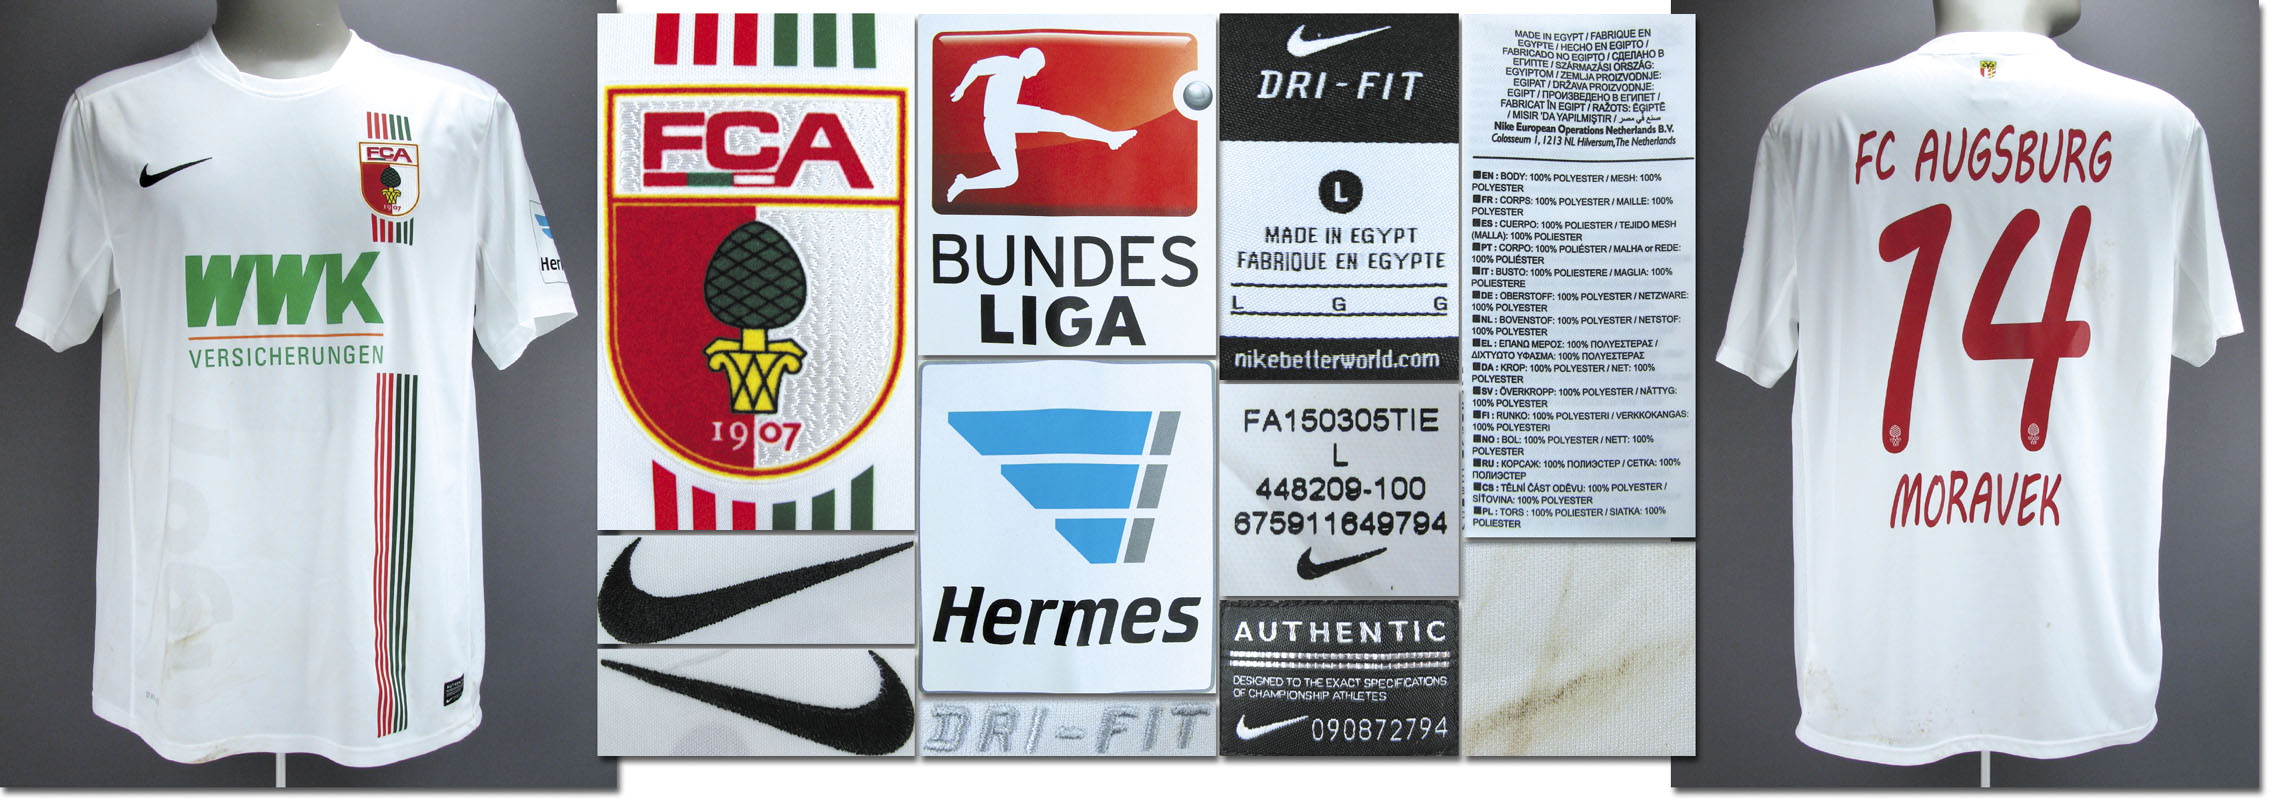 FCA
1907
WWK
VERSICHERUNGEN
Her
FCA
1907
BUNDES
LIGA
Hermes
DRI-FIT
DRI-FIT
L
MADE IN EGYPT
FABRIQUE EN EGYPTE
L G G
nikebetterworld.com
FA150305TIE
L
448209-100
675911649794
AUTHENTIC
DESIGNED TO THE EXACT SPECIFICATIONS
OF CHAMPIONSHIP ATHLETES
090872794
MADE IN EGYPT / FABRIQUE EN
EGYPTE / HECHO EN EGIPTO /
FABRICADO NO EGIPTO / СДЕЛАНО В
ЕГИПТЕ / SZÁRMAZÁSI ORSZÁG:
EGYIPTOM / ZEMLJA PROIZVODNJE:
EGIPAT / DRŽAVA PROIZVODNJE:
EGIPT / ПРОИЗВЕДЕНО В ЕГИПЕТ /
FABRICAT ÎN EGIPT / RAŽOTS: ĒĢIPTĒ
/ MISIR 'DA YAPILMIŞTIR / صنع في مصر
Nike European Operations Netherlands B.V.
Colosseum 1, 1213 NL Hilversum, The Netherlands
EN : BODY: 100% POLYESTER / MESH: 100%
POLYESTER
FR : CORPS: 100% POLYESTER / MAILLE: 100%
POLYESTER
ES : CUERPO: 100% POLIESTER / TEJIDO MESH
(MALLA): 100% POLIESTER
PT : CORPO: 100% POLIÉSTER / MALHA or REDE:
100% POLIÉSTER
IT : BUSTO: 100% POLIESTERE / MAGLIA: 100%
POLIESTERE
DE : OBERSTOFF: 100% POLYESTER / NETZWARE:
100% POLYESTER
NL : BOVENSTOF: 100% POLYESTER / NETSTOF:
100% POLYESTER
EL : ΕΠΑΝΩ ΜΕΡΟΣ: 100% ΠΟΛΥΕΣΤΕΡΑΣ /
ΔΙΧΤΥΩΤΟ ΥΦΑΣΜΑ: 100% ΠΟΛΥΕΣΤΕΡΑΣ
DA : KROP: 100% POLYESTER / NET: 100%
POLYESTER
SV : ÖVERKROPP: 100% POLYESTER / NÄTTYG:
100% POLYESTER
FI : RUNKO: 100% POLYESTERI / VERKKOKANGAS:
100% POLYESTERI
NO : BOL: 100% POLYESTER / NETT: 100%
POLYESTER
RU : КОРСАЖ: 100% ПОЛИЭСТЕР / СЕТКА: 100%
ПОЛИЭСТЕР
CS : TĚLNÍ ČÁST ODĚVU: 100% POLYESTER /
SÍŤOVINA: 100% POLYESTER
PL : TORS : 100% POLYESTER / SIATKA: 100%
POLIESTER
FC AUGSBURG
14
MORAVEK